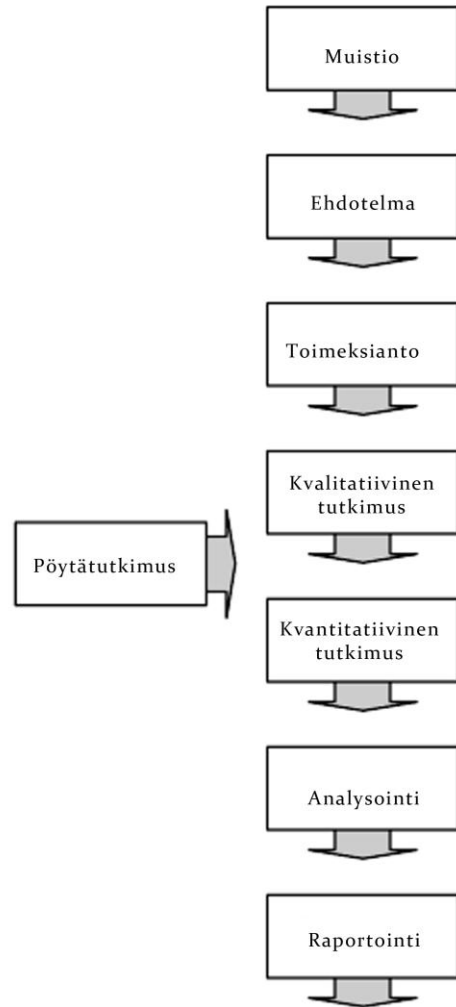 Muistio
Ehdotelma
Toimeksianto
Kvalitatiivinen
tutkimus
Pöytätutkimus
Kvantitatiivinen
tutkimus
Analysointi
Raportointi